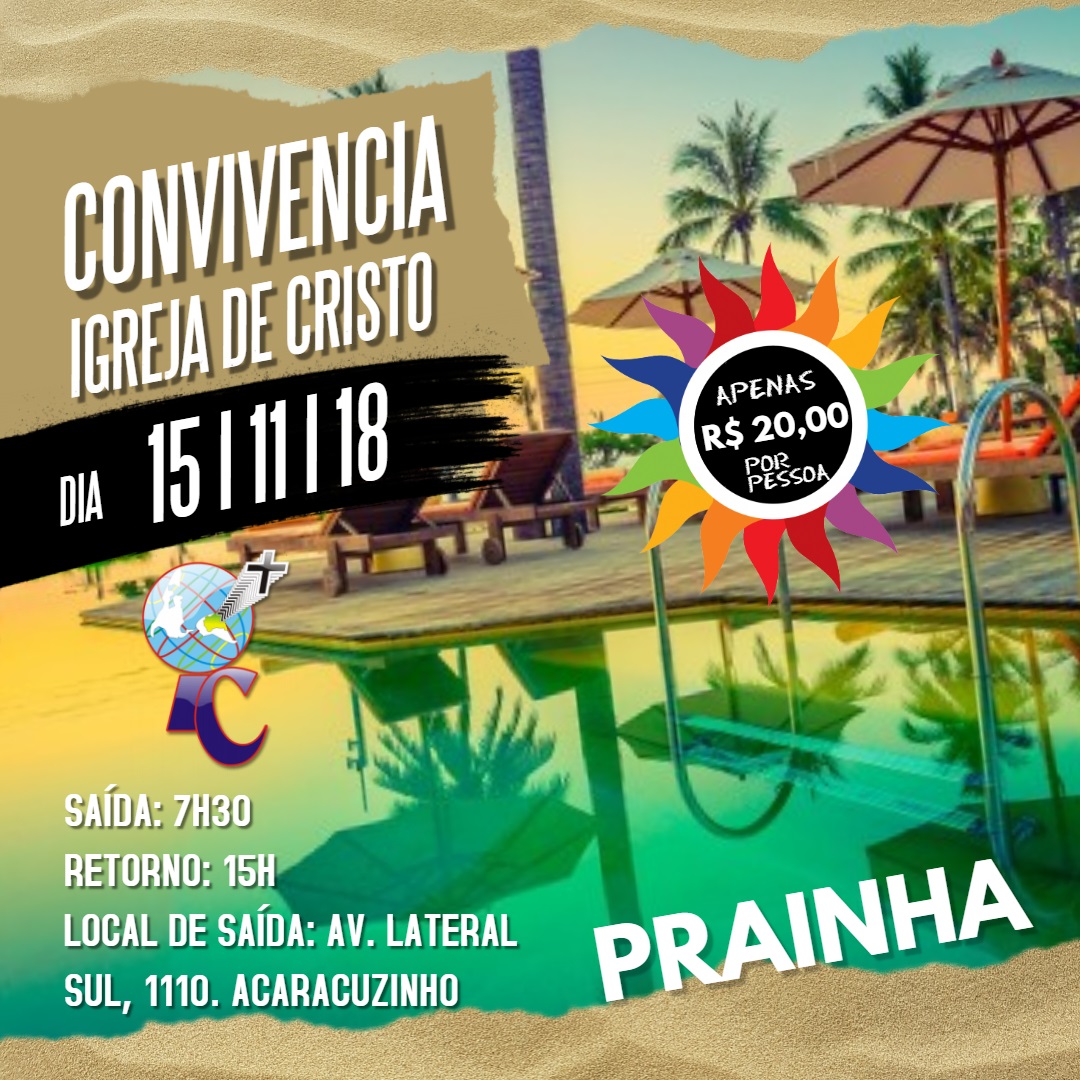 CONVIVENCIA
IGREJA DE CRISTO
DIA 15 | 11 | 18
APENAS
R$ 20,00
POR
PESSOA
IC
SAÍDA: 7H30
RETORNO: 15H
LOCAL DE SAÍDA: AV. LATERAL
SUL, 1110. ACARACUZINHO
PRAINHA